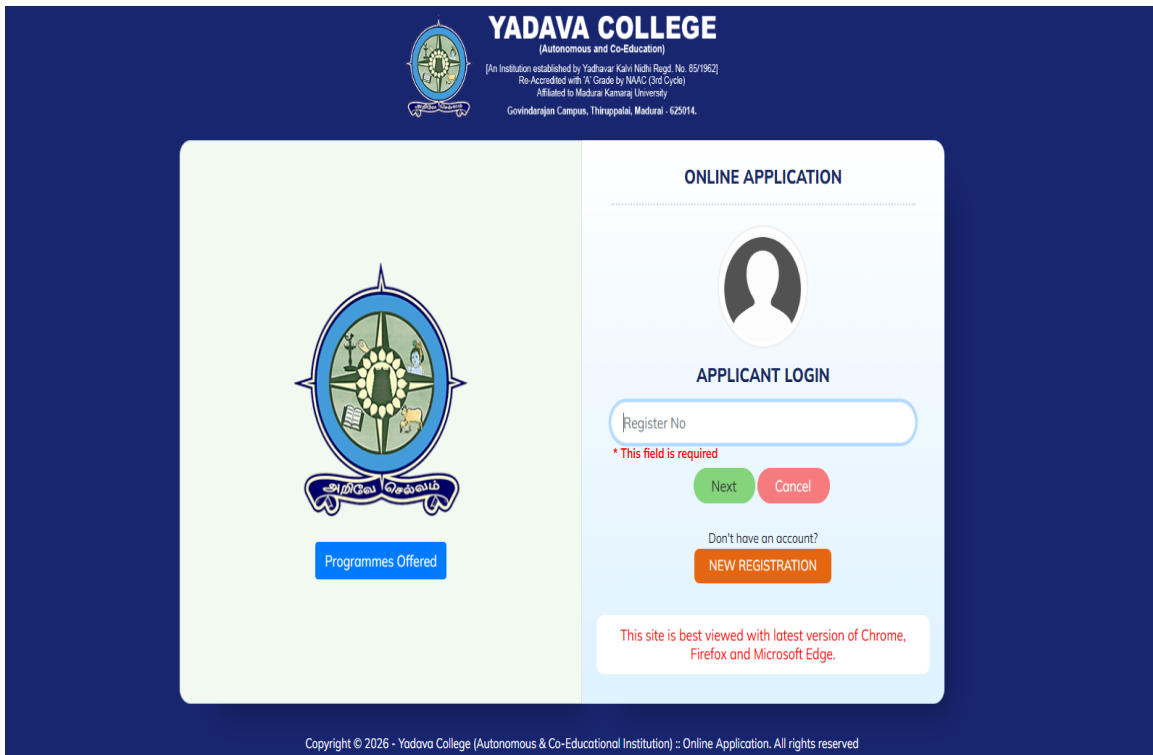 YADAVA COLLEGE
(Autonomous and Co-Education)
[An Institution established by Yadhavar Kalvi Nidhi Regd. No. 85/1962]
Re-Accredited with 'A' Grade by NAAC (3rd Cycle)
Affiliated to Madurai Kamaraj University
Govindarajan Campus, Thiruppalai, Madurai - 625014.
அறிவே செல்வம்
அறிவே செல்வம்
Programmes Offered
ONLINE APPLICATION
APPLICANT LOGIN
Register No
* This field is required
Next Cancel
Don't have an account?
NEW REGISTRATION
This site is best viewed with latest version of Chrome,
Firefox and Microsoft Edge.
Copyright © 2026 - Yadava College (Autonomous & Co-Educational Institution) :: Online Application. All rights reserved